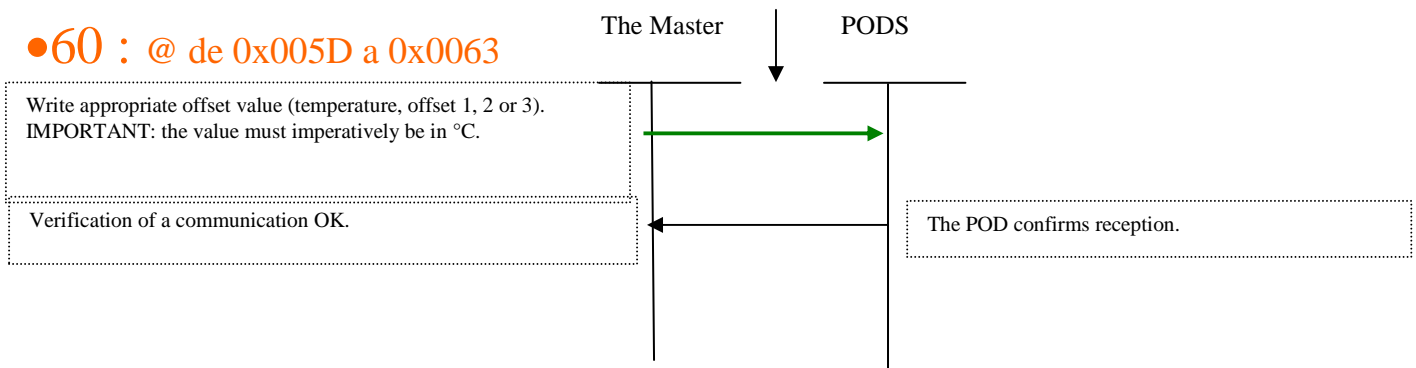 The Master
PODS
•60 : @ de 0x005D a 0x0063
Write appropriate offset value (temperature, offset 1, 2 or 3).
IMPORTANT: the value must imperatively be in °C.
Verification of a communication OK.
The POD confirms reception.